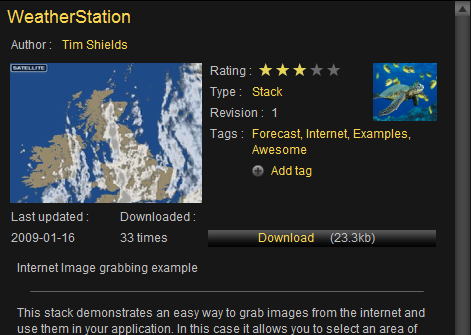 WeatherStation
Author : Tim Shields
SATELLITE
Rating :
Type : Stack
Revision : 1
Tags : Forecast, Internet, Examples,
Awesome
Add tag
Last updated : Downloaded :
2009-01-16 33 times
Download (23.3kb)
Internet Image grabbing example
This stack demonstrates an easy way to grab images from the internet and
use them in your application. In this case it allows you to select an area of